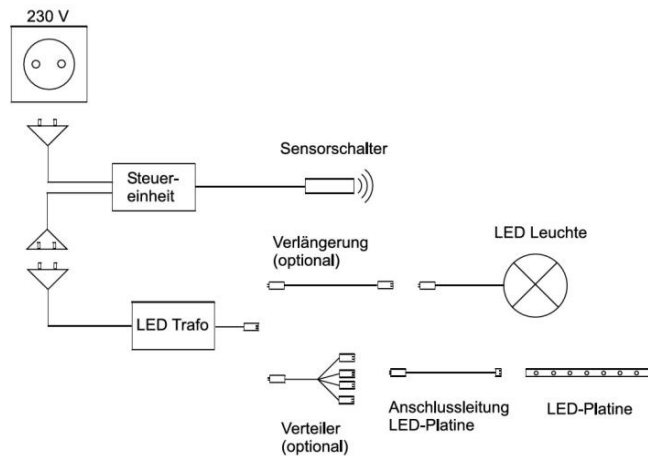 230 V
Sensorschalter
Steuer-
einheit
LED Leuchte
Verlängerung
(optional)
LED Trafo
Anschlussleitung
LED-Platine
LED-Platine
Verteiler
(optional)